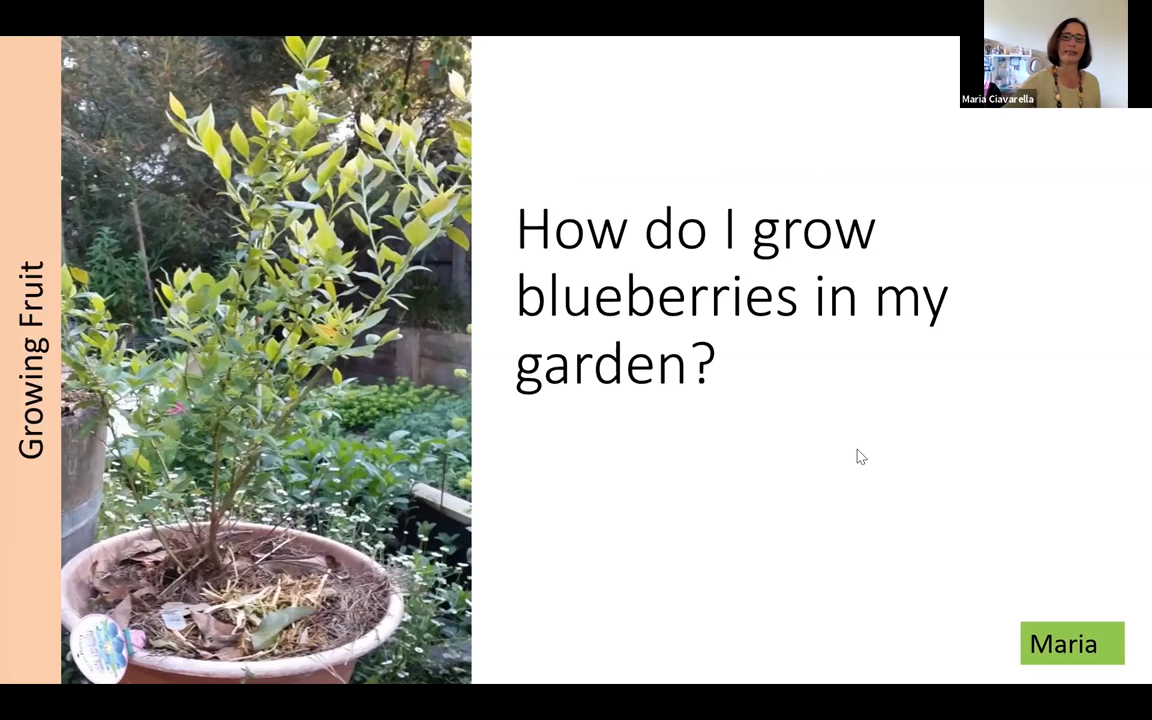 Maria Ciavarella
Growing Fruit
How do I grow
blueberries in my
garden?
Maria